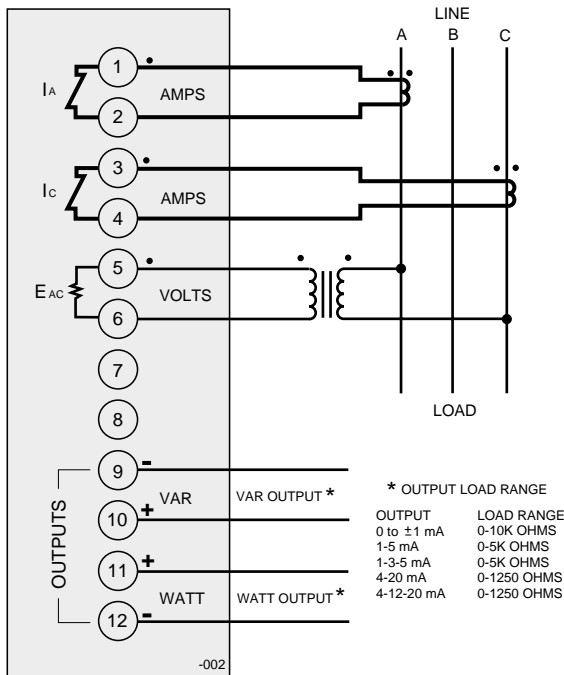 LINE
A B C
1
IA AMPS
2
3
IC AMPS
4
5
EAC VOLTS
6
7
8
9 -
VAR VAR OUTPUT *
10 +
OUTPUTS
11 +
WATT WATT OUTPUT *
12 -
-002
LOAD
* OUTPUT LOAD RANGE
OUTPUT LOAD RANGE
0 to ±1 mA 0-10K OHMS
1-5 mA 0-5K OHMS
1-3-5 mA 0-5K OHMS
4-20 mA 0-1250 OHMS
4-12-20 mA 0-1250 OHMS